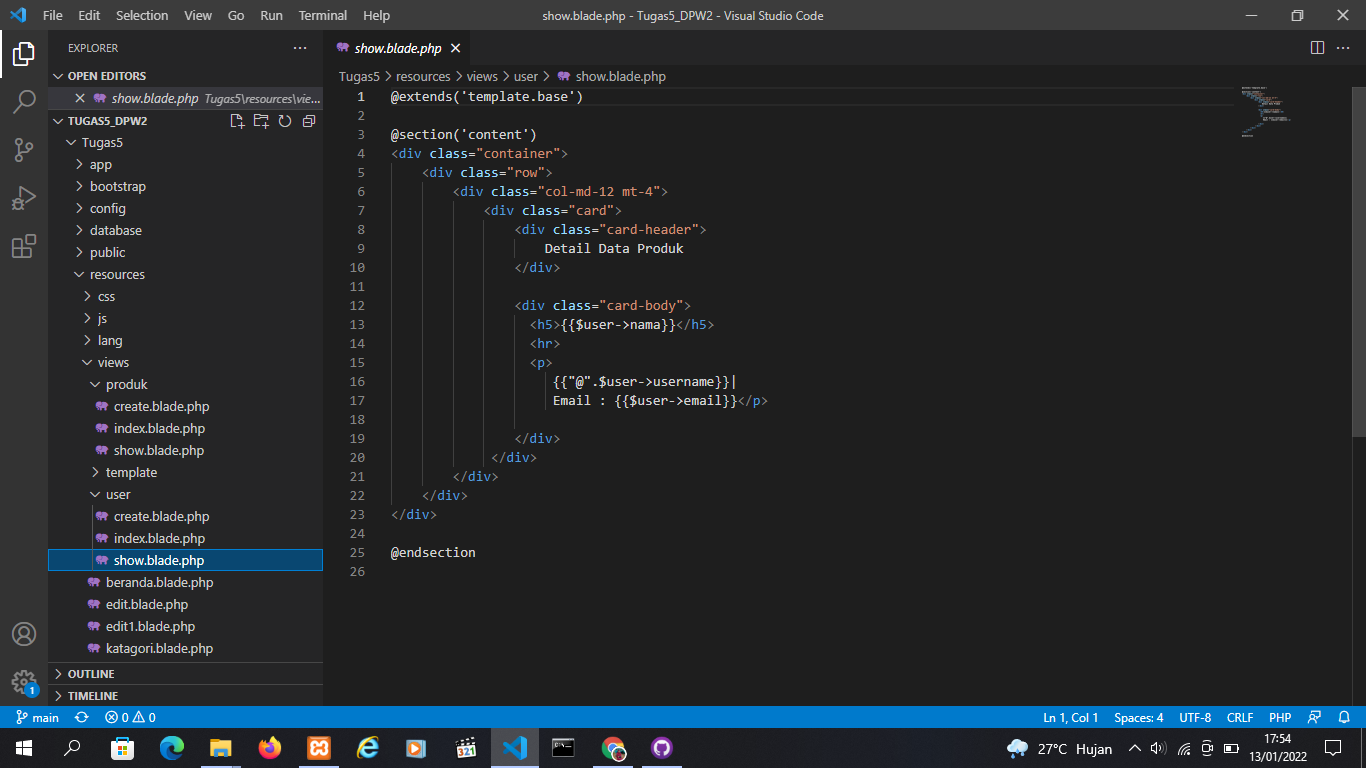 File Edit Selection View Go Run Terminal Help show.blade.php - Tugas5_DPW2 - Visual Studio Code
EXPLORER
OPEN EDITORS
show.blade.php Tugas5\resources\vie...
TUGAS5_DPW2
Tugas5
app
bootstrap
config
database
public
resources
css
js
lang
views
produk
create.blade.php
index.blade.php
show.blade.php
template
user
create.blade.php
index.blade.php
show.blade.php
beranda.blade.php
edit.blade.php
edit1.blade.php
katagori.blade.php
OUTLINE
TIMELINE
1
show.blade.php
Tugas5 > resources > views > user > show.blade.php
1 @extends('template.base')
2
3 @section('content')
4 <div class="container">
5 <div class="row">
6 <div class="col-md-12 mt-4">
7 <div class="card">
8 <div class="card-header">
9 Detail Data Produk
10 </div>
11
12 <div class="card-body">
13 <h5>{{$user->nama}}</h5>
14 <hr>
15 <p>
16 {{"@".$user->username}}|
17 Email : {{$user->email}}</p>
18
19 </div>
20 </div>
21 </div>
22 </div>
23 </div>
24
25 @endsection
26
main 0 0 Ln 1, Col 1 Spaces: 4 UTF-8 CRLF PHP
321
27°C Hujan
17:54
13/01/2022